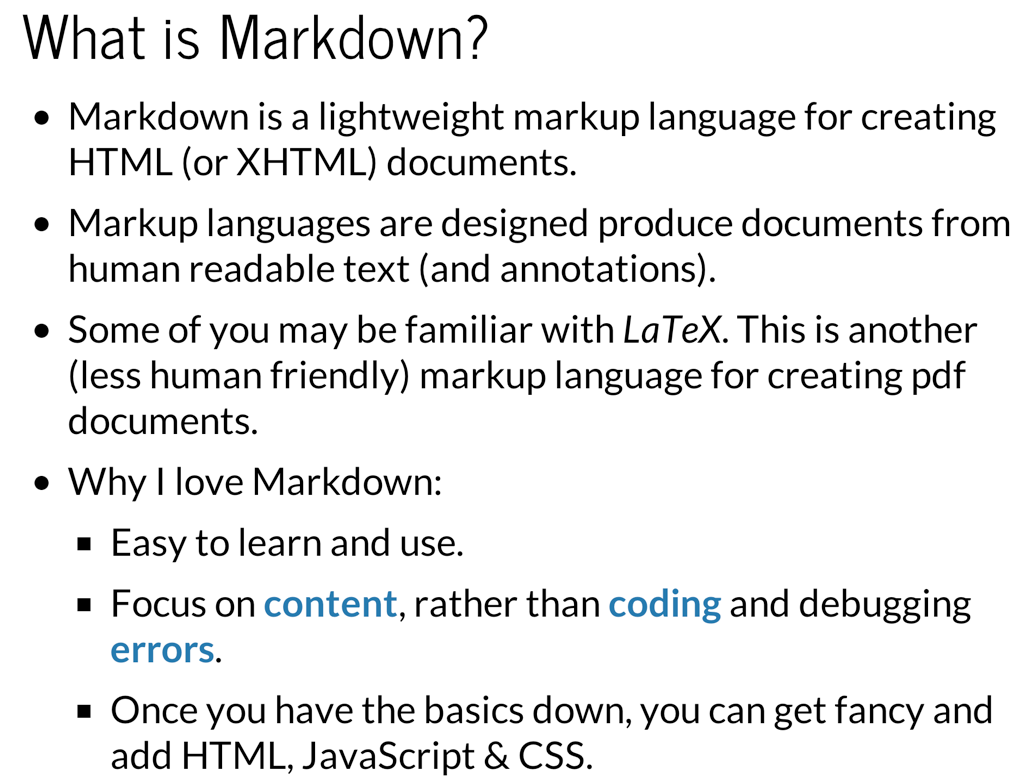 What is Markdown?
• Markdown is a lightweight markup language for creating
HTML (or XHTML) documents.
• Markup languages are designed produce documents from
human readable text (and annotations).
• Some of you may be familiar with LaTeX. This is another
(less human friendly) markup language for creating pdf
documents.
• Why I love Markdown:
▪ Easy to learn and use.
▪ Focus on content, rather than coding and debugging
errors.
▪ Once you have the basics down, you can get fancy and
add HTML, JavaScript & CSS.